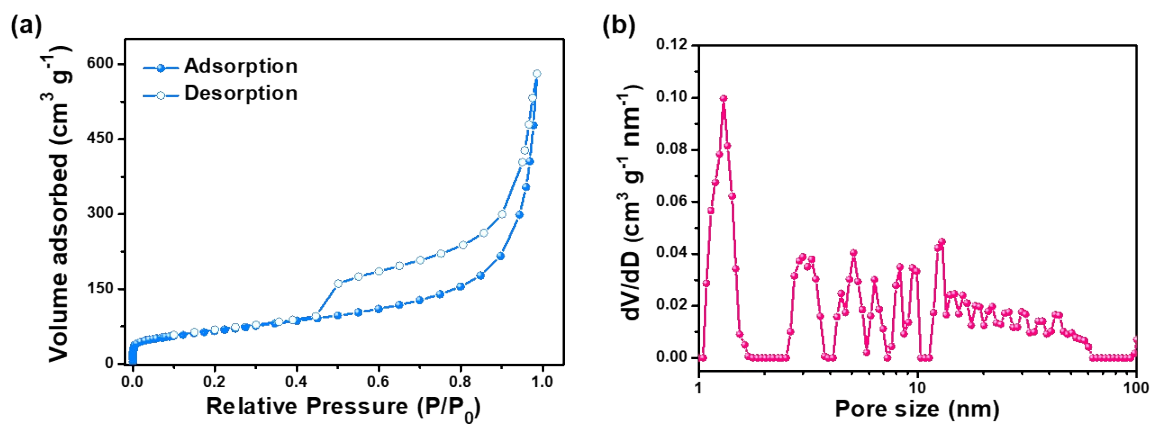 (a)
Volume adsorbed (cm³ g⁻¹)
600
450
300
150
0
Adsorption
Desorption
0.0 0.2 0.4 0.6 0.8 1.0
Relative Pressure (P/P₀)
(b)
dV/dD (cm³ g⁻¹ nm⁻¹)
0.12
0.10
0.08
0.06
0.04
0.02
0.00
1 10 100
Pore size (nm)